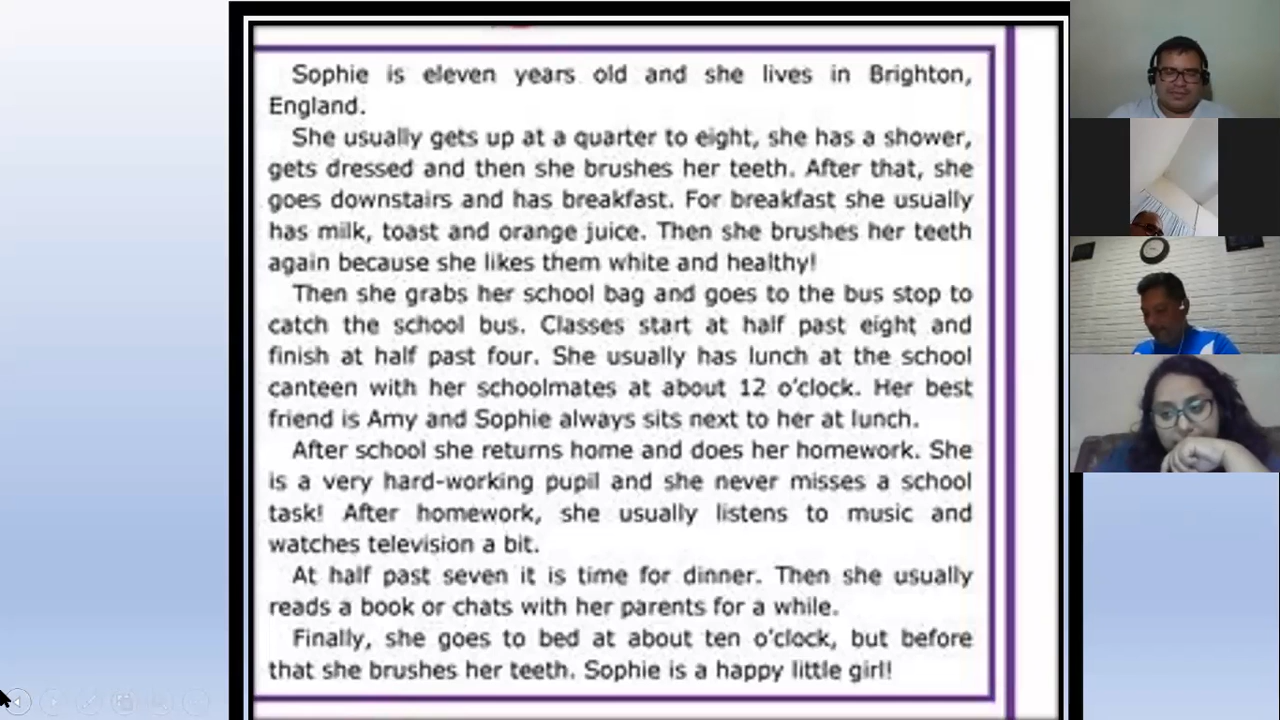 Sophie is eleven years old and she lives in Brighton,
England.
She usually gets up at a quarter to eight, she has a shower,
gets dressed and then she brushes her teeth. After that, she
goes downstairs and has breakfast. For breakfast she usually
has milk, toast and orange juice. Then she brushes her teeth
again because she likes them white and healthy!
Then she grabs her school bag and goes to the bus stop to
catch the school bus. Classes start at half past eight and
finish at half past four. She usually has lunch at the school
canteen with her schoolmates at about 12 o'clock. Her best
friend is Amy and Sophie always sits next to her at lunch.
After school she returns home and does her homework. She
is a very hard-working pupil and she never misses a school
task! After homework, she usually listens to music and
watches television a bit.
At half past seven it is time for dinner. Then she usually
reads a book or chats with her parents for a while.
Finally, she goes to bed at about ten o'clock, but before
that she brushes her teeth. Sophie is a happy little girl!